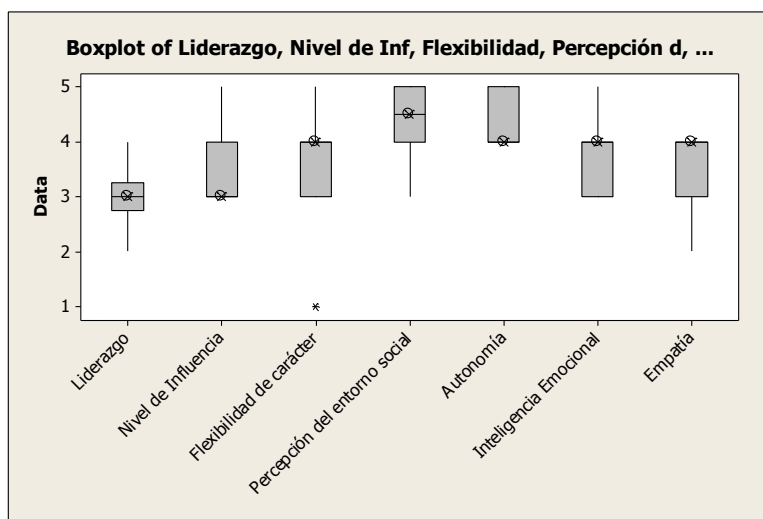 Boxplot of Liderazgo, Nivel de Inf, Flexibilidad, Percepción d, ...
Data
5
4
3
2
1
Liderazgo
Nivel de Influencia
Flexibilidad de carácter
Percepción del entorno social
Autonomía
Inteligencia Emocional
Empatía